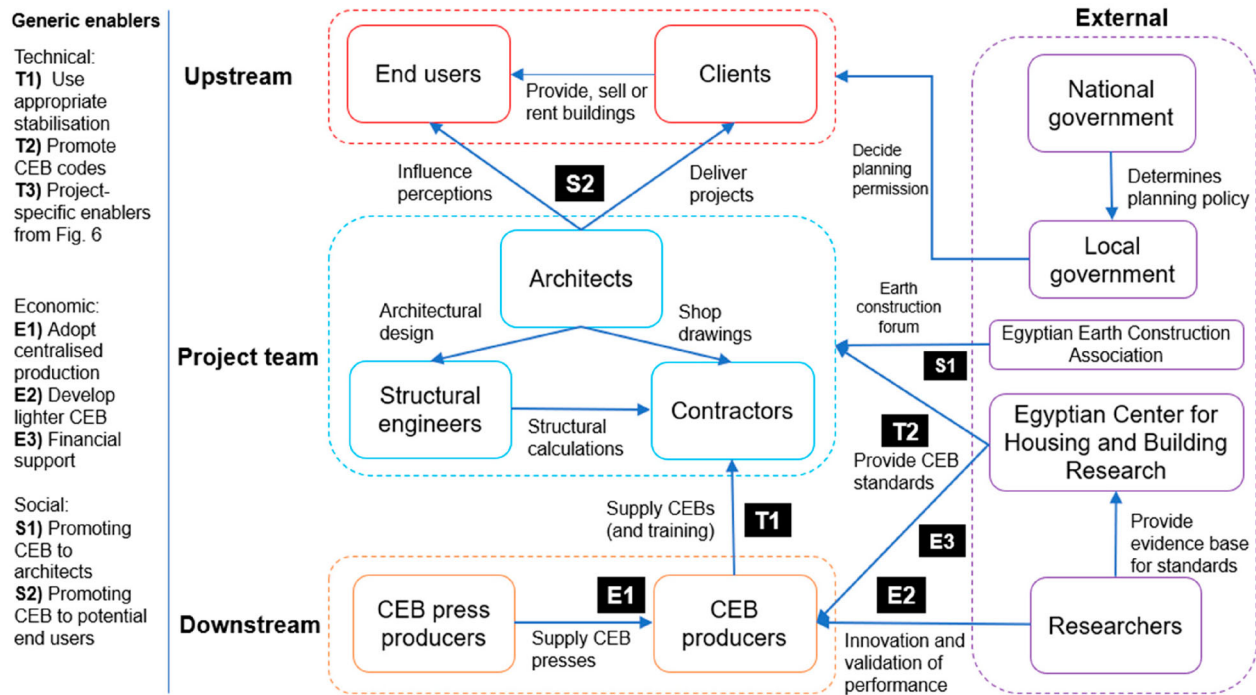 Generic enablers
Technical:
T1) Use
appropriate
stabilisation
T2) Promote
CEB codes
T3) Project-
specific enablers
from Fig. 6
Economic:
E1) Adopt
centralised
production
E2) Develop
lighter CEB
E3) Financial
support
Social:
S1) Promoting
CEB to
architects
S2) Promoting
CEB to potential
end users
Upstream
End users
Provide, sell or
rent buildings
Clients
Influence
perceptions
S2
Deliver
projects
Project team
Architects
Architectural
design
Shop
drawings
Structural
engineers
Structural
calculations
Contractors
Supply CEBs
(and training)
T1
Downstream
CEB press
producers
E1
Supply CEB
presses
CEB
producers
External
National
government
Determines
planning policy
Local
government
Decide
planning
permission
Earth
construction
forum
S1
Egyptian Earth Construction
Association
Egyptian Center for
Housing and Building
Research
T2
Provide CEB
standards
E3
Provide
evidence base
for standards
E2
Innovation and
validation of
performance
Researchers